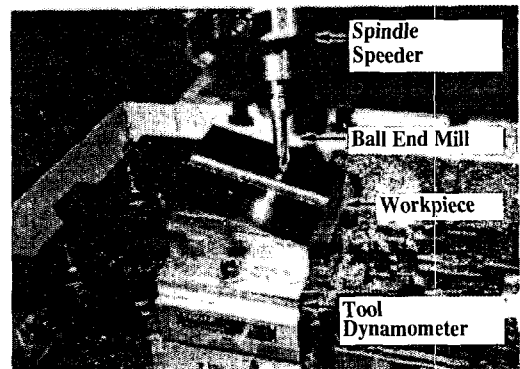 Spindle
Speeder
Ball End Mill
Workpiece
Tool
Dynamometer